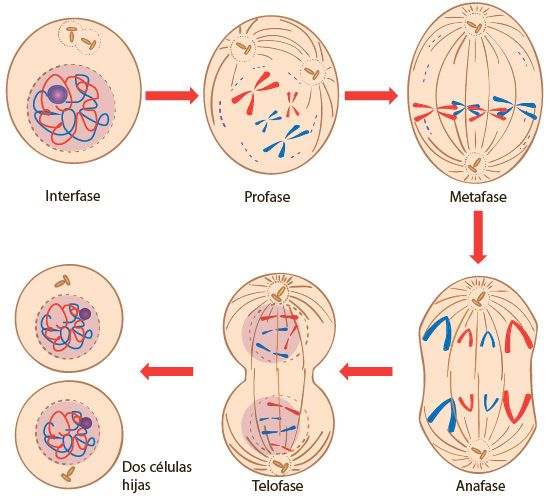 Interfase
Profase
Metafase
Dos células
hijas
Telofase
Anafase